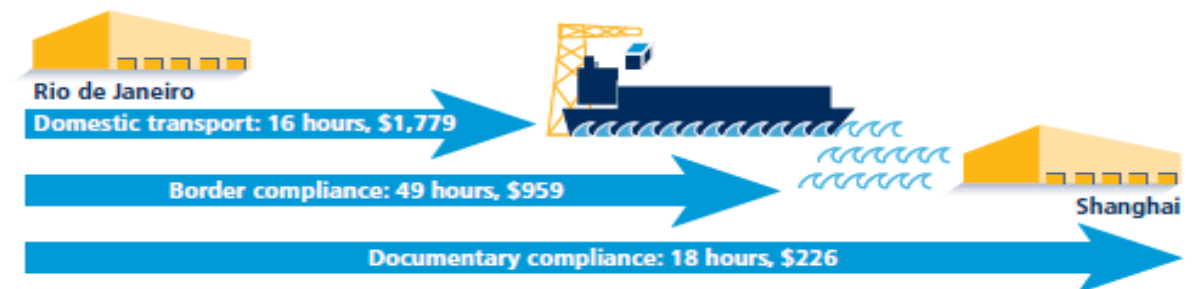 Rio de Janeiro
Domestic transport: 16 hours, $1,779
Border compliance: 49 hours, $959
Shanghai
Documentary compliance: 18 hours, $226